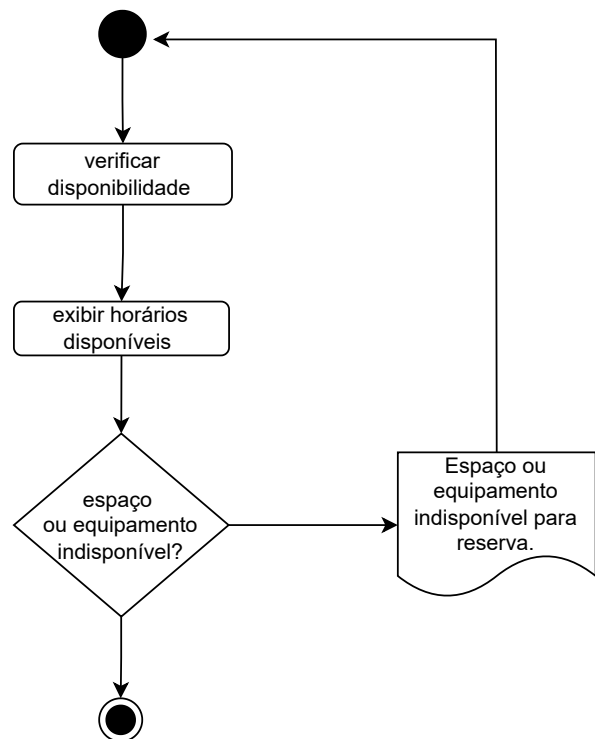 verificar
disponibilidade
exibir horários
disponíveis
espaço
ou equipamento
indisponível?
Espaço ou
equipamento
indisponível para
reserva.